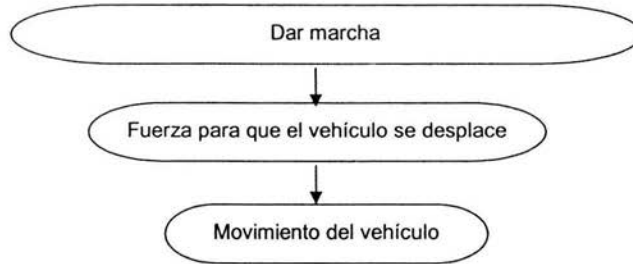 Dar marcha
Fuerza para que el vehículo se desplace
Movimiento del vehículo